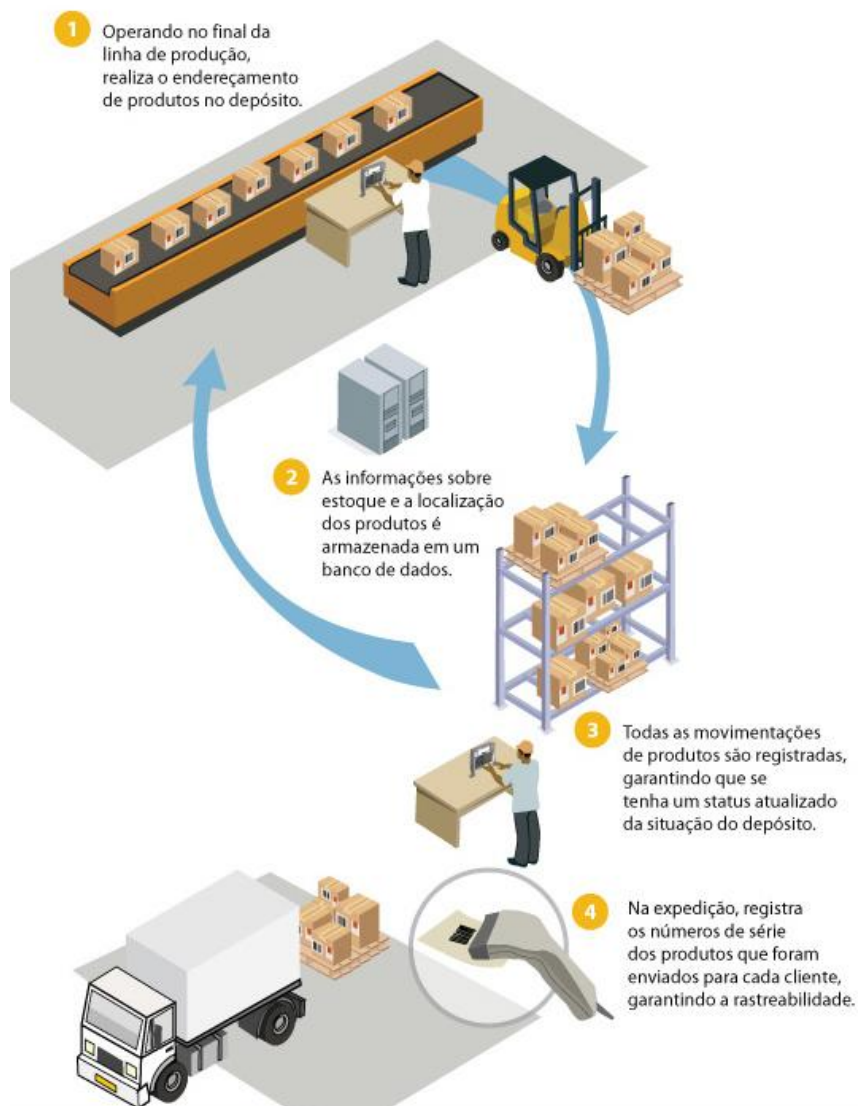 1
Operando no final da
linha de produção,
realiza o endereçamento
de produtos no depósito.
2
As informações sobre
estoque e a localização
dos produtos é
armazenada em um
banco de dados.
3
Todas as movimentações
de produtos são registradas,
garantindo que se
tenha um status atualizado
da situação do depósito.
4
Na expedição, registra
os números de série
dos produtos que foram
enviados para cada cliente,
garantindo a rastreabilidade.